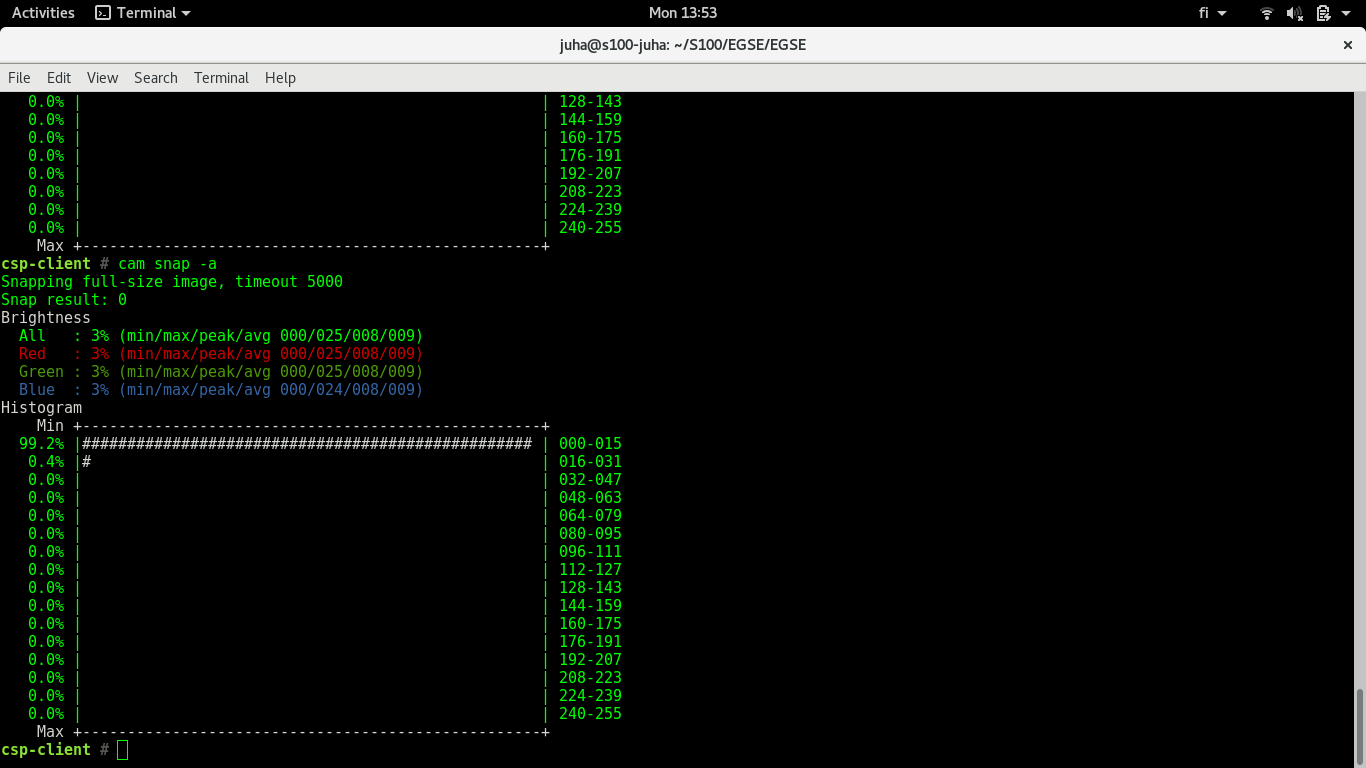 Activities Terminal Mon 13:53 fi
juha@s100-juha: ~/S100/EGSE/EGSE ×
File Edit View Search Terminal Help
   0.0% |                                                   | 128-143
   0.0% |                                                   | 144-159
   0.0% |                                                   | 160-175
   0.0% |                                                   | 176-191
   0.0% |                                                   | 192-207
   0.0% |                                                   | 208-223
   0.0% |                                                   | 224-239
   0.0% |                                                   | 240-255
    Max +---------------------------------------------------+
csp-client # cam snap -a
Snapping full-size image, timeout 5000
Snap result: 0
Brightness
  All   : 3% (min/max/peak/avg 000/025/008/009)
  Red   : 3% (min/max/peak/avg 000/025/008/009)
  Green : 3% (min/max/peak/avg 000/025/008/009)
  Blue  : 3% (min/max/peak/avg 000/024/008/009)
Histogram
    Min +---------------------------------------------------+
  99.2% |################################################## | 000-015
   0.4% |#                                                  | 016-031
   0.0% |                                                   | 032-047
   0.0% |                                                   | 048-063
   0.0% |                                                   | 064-079
   0.0% |                                                   | 080-095
   0.0% |                                                   | 096-111
   0.0% |                                                   | 112-127
   0.0% |                                                   | 128-143
   0.0% |                                                   | 144-159
   0.0% |                                                   | 160-175
   0.0% |                                                   | 176-191
   0.0% |                                                   | 192-207
   0.0% |                                                   | 208-223
   0.0% |                                                   | 224-239
   0.0% |                                                   | 240-255
    Max +---------------------------------------------------+
csp-client #